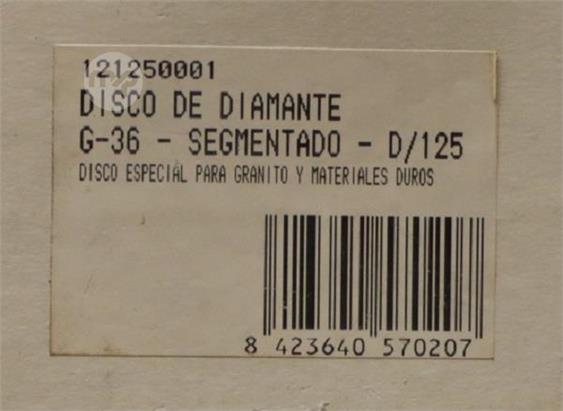 121250001
DISCO DE DIAMANTE
G-36 - SEGMENTADO - D/125
DISCO ESPECIAL PARA GRANITO Y MATERIALES DUROS
8 423640 570207